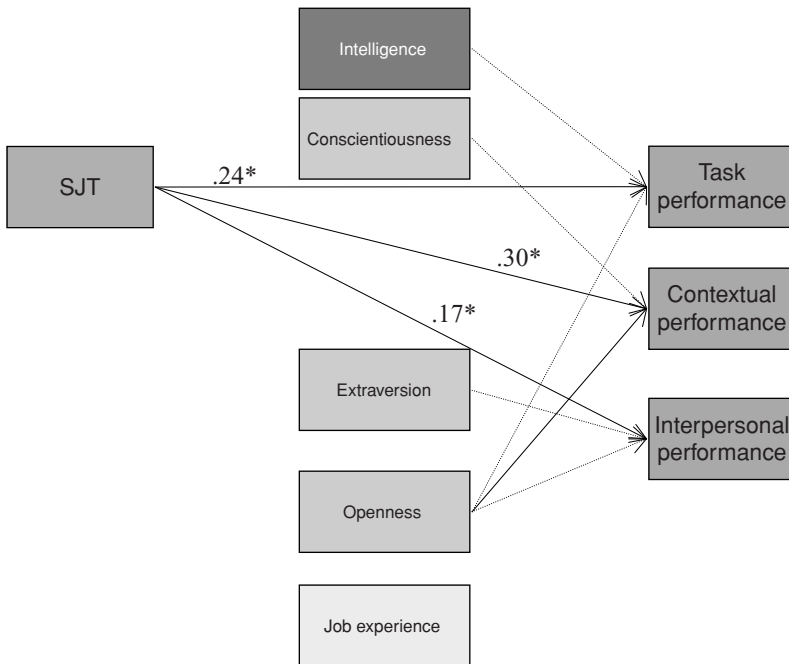 Intelligence
Conscientiousness
SJT
.24*
Task
performance
.30*
Contextual
performance
.17*
Extraversion
Interpersonal
performance
Openness
Job experience